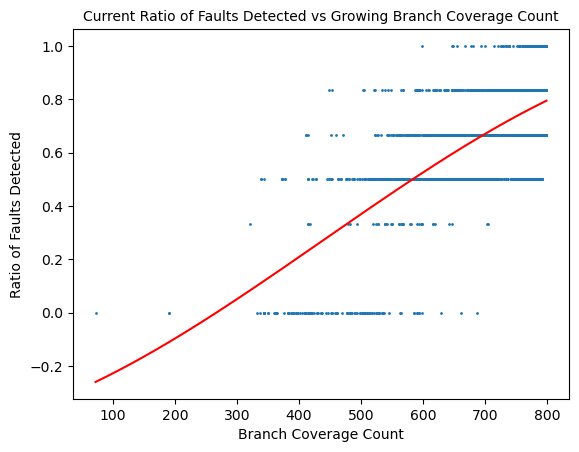 Current Ratio of Faults Detected vs Growing Branch Coverage Count
1.0
0.8
0.6
0.4
0.2
0.0
−0.2
Ratio of Faults Detected
100 200 300 400 500 600 700 800
Branch Coverage Count